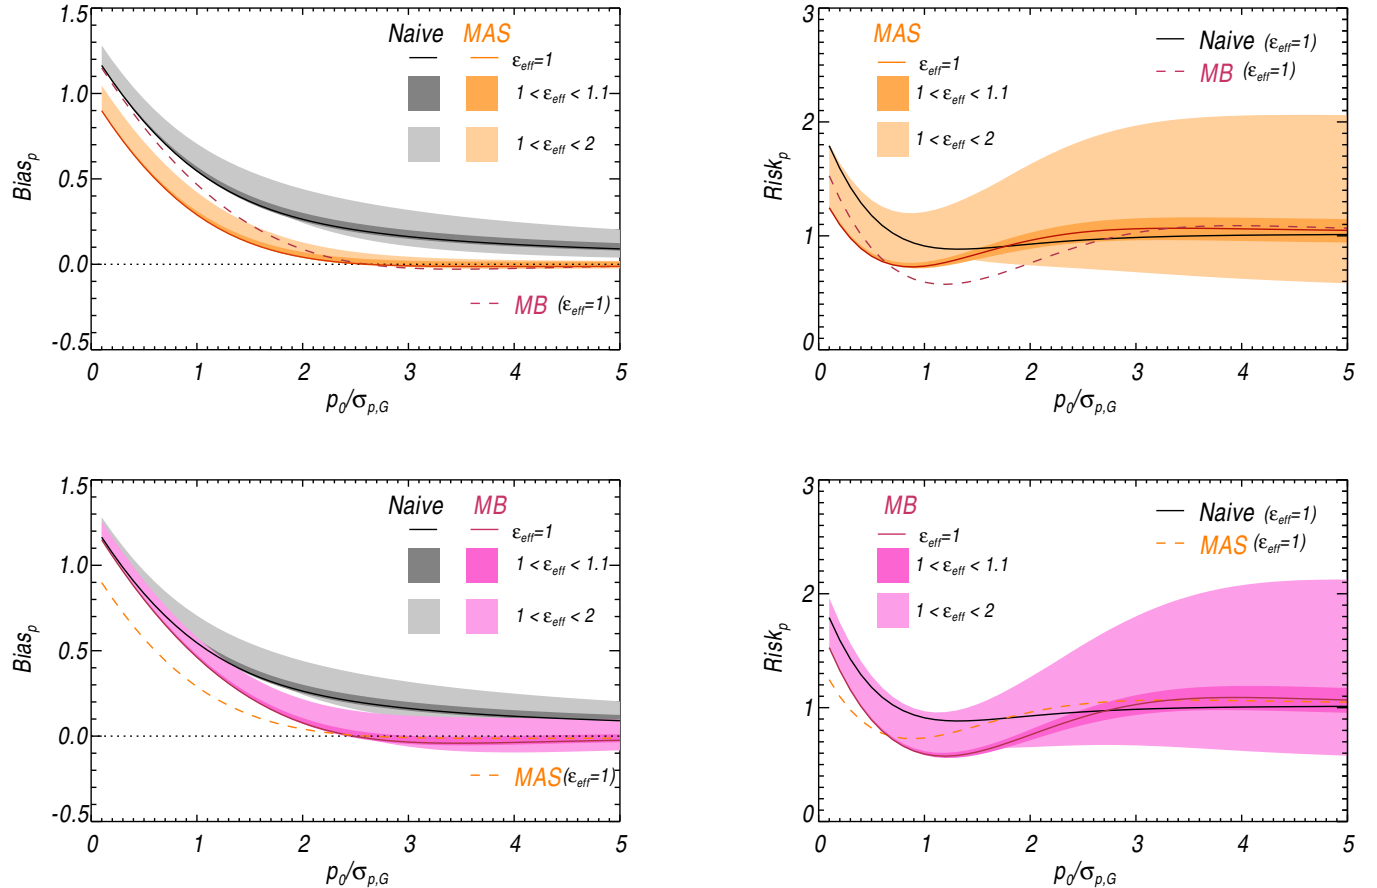 1.5
1.0
0.5
0.0
-0.5
Bias_p
Naive MAS
ε_eff=1
1 < ε_eff < 1.1
1 < ε_eff < 2
MB (ε_eff=1)
0 1 2 3 4 5
p_0/σ_p,G
3
2
1
0
Risk_p
MAS
ε_eff=1
1 < ε_eff < 1.1
1 < ε_eff < 2
Naive (ε_eff=1)
MB (ε_eff=1)
0 1 2 3 4 5
p_0/σ_p,G
1.5
1.0
0.5
0.0
-0.5
Bias_p
Naive MB
ε_eff=1
1 < ε_eff < 1.1
1 < ε_eff < 2
MAS (ε_eff=1)
0 1 2 3 4 5
p_0/σ_p,G
3
2
1
0
Risk_p
MB
ε_eff=1
1 < ε_eff < 1.1
1 < ε_eff < 2
Naive (ε_eff=1)
MAS (ε_eff=1)
0 1 2 3 4 5
p_0/σ_p,G